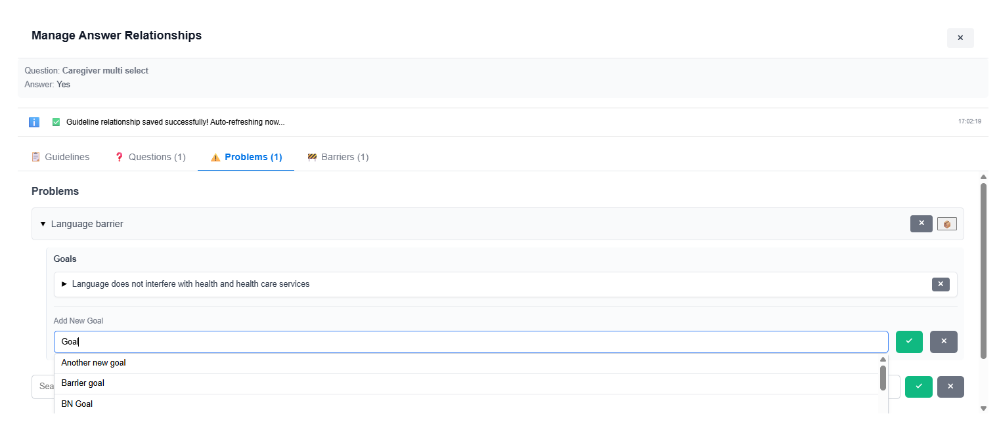 Manage Answer Relationships
✕
Question: Caregiver multi select
Answer: Yes
Guideline relationship saved successfully! Auto-refreshing now...
17:02:19
Guidelines
Questions (1)
Problems (1)
Barriers (1)
Problems
▼ Language barrier
✕
Goals
► Language does not interfere with health and health care services
✕
Add New Goal
Goal
✓ ✕
Another new goal
Barrier goal
Sea
✓ ✕
BN Goal